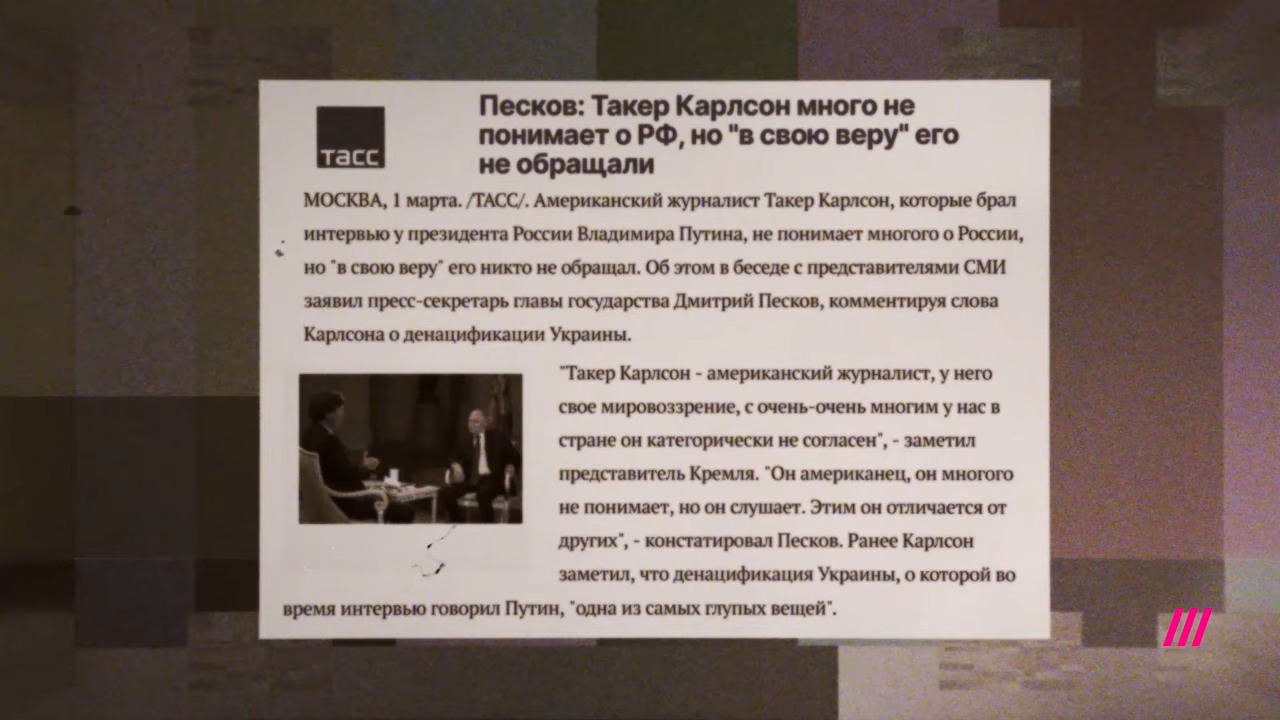 тасс
Песков: Такер Карлсон много не
понимает о РФ, но "в свою веру" его
не обращали
МОСКВА, 1 марта. /ТАСС/. Американский журналист Такер Карлсон, которые брал
интервью у президента России Владимира Путина, не понимает многого о России,
но "в свою веру" его никто не обращал. Об этом в беседе с представителями СМИ
заявил пресс-секретарь главы государства Дмитрий Песков, комментируя слова
Карлсона о денацификации Украины.
"Такер Карлсон - американский журналист, у него
свое мировоззрение, с очень-очень многим у нас в
стране он категорически не согласен", - заметил
представитель Кремля. "Он американец, он многого
не понимает, но он слушает. Этим он отличается от
других", - констатировал Песков. Ранее Карлсон
заметил, что денацификация Украины, о которой во
время интервью говорил Путин, "одна из самых глупых вещей".